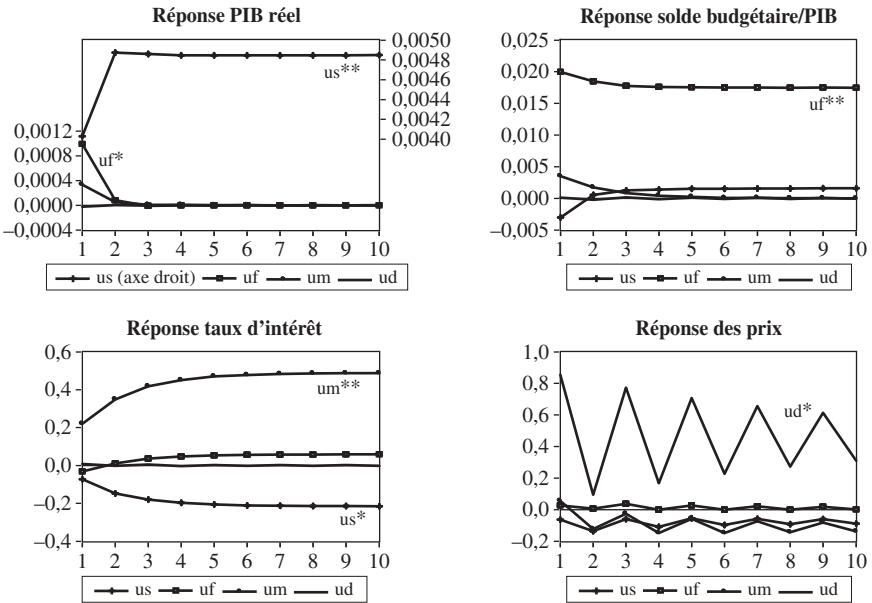 Réponse PIB réel
0,0050
0,0048
0,0046
0,0044
0,0042
0,0040
us**
0,0012
0,0008
0,0004
0,0000
–0,0004
uf*
1 2 3 4 5 6 7 8 9 10
us (axe droit) uf um ud
Réponse solde budgétaire/PIB
0,025
0,020
0,015
0,010
0,005
0,000
–0,005
uf**
1 2 3 4 5 6 7 8 9 10
us uf um ud
Réponse taux d'intérêt
0,6
0,4
0,2
0,0
–0,2
–0,4
um**
us*
1 2 3 4 5 6 7 8 9 10
us uf um ud
Réponse des prix
1,0
0,8
0,6
0,4
0,2
0,0
–0,2
ud*
1 2 3 4 5 6 7 8 9 10
us uf um ud